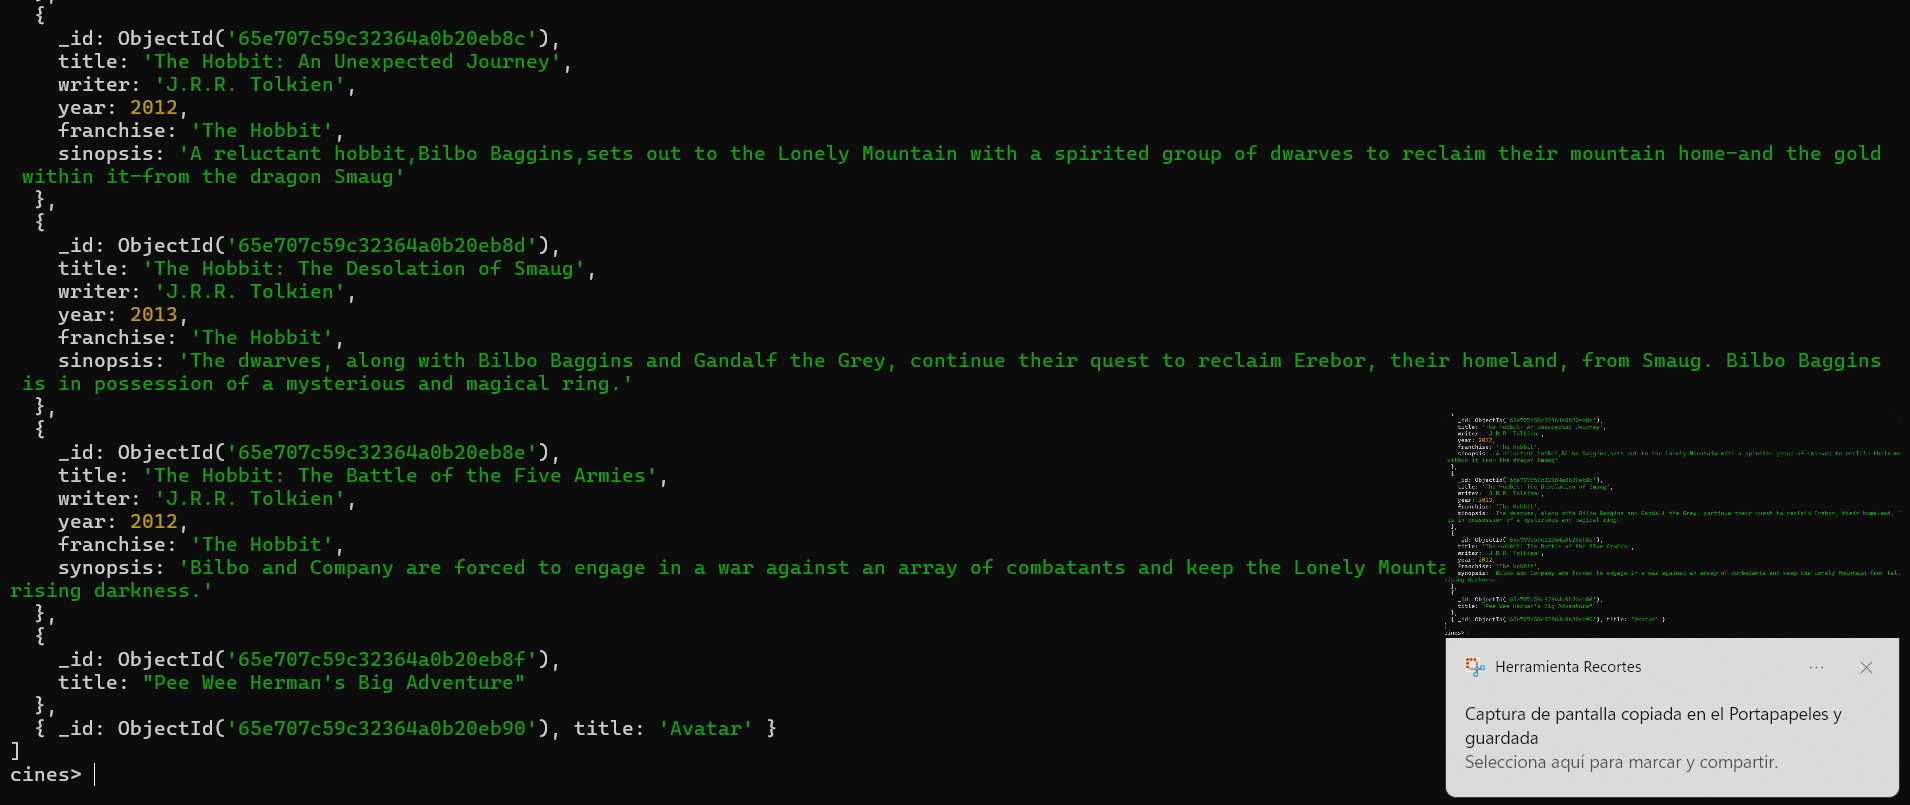 },
{
_id: ObjectId('65e707c59c32364a0b20eb8c'),
title: 'The Hobbit: An Unexpected Journey',
writer: 'J.R.R. Tolkien',
year: 2012,
franchise: 'The Hobbit',
sinopsis: 'A reluctant hobbit,Bilbo Baggins,sets out to the Lonely Mountain with a spirited group of dwarves to reclaim their mountain home—and the gold
within it—from the dragon Smaug'
},
{
_id: ObjectId('65e707c59c32364a0b20eb8d'),
title: 'The Hobbit: The Desolation of Smaug',
writer: 'J.R.R. Tolkien',
year: 2013,
franchise: 'The Hobbit',
sinopsis: 'The dwarves, along with Bilbo Baggins and Gandalf the Grey, continue their quest to reclaim Erebor, their homeland, from Smaug. Bilbo Baggins
is in possession of a mysterious and magical ring.'
},
{
_id: ObjectId('65e707c59c32364a0b20eb8e'),
title: 'The Hobbit: The Battle of the Five Armies',
writer: 'J.R.R. Tolkien',
year: 2012,
franchise: 'The Hobbit',
synopsis: 'Bilbo and Company are forced to engage in a war against an array of combatants and keep the Lonely Mounta
rising darkness.'
},
{
_id: ObjectId('65e707c59c32364a0b20eb8f'),
title: "Pee Wee Herman's Big Adventure"
},
{ _id: ObjectId('65e707c59c32364a0b20eb90'), title: 'Avatar' }
]
cines>
Herramienta Recortes
Captura de pantalla copiada en el Portapapeles y
guardada
Selecciona aquí para marcar y compartir.